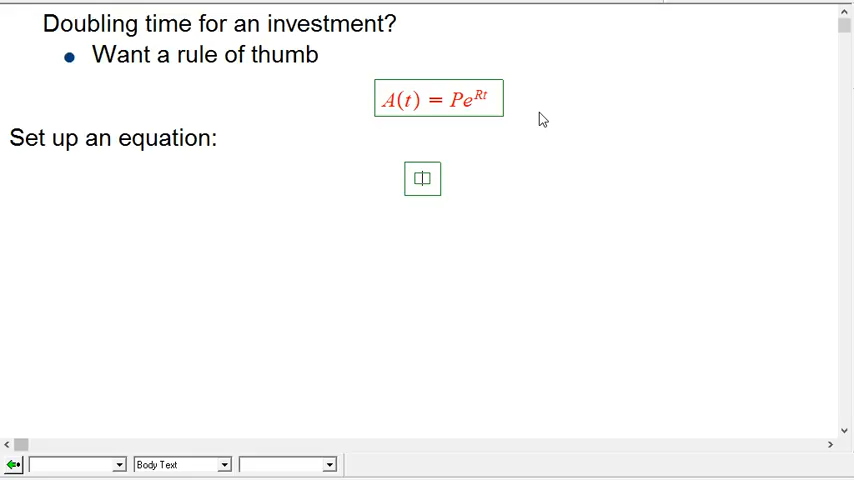 Doubling time for an investment?
Want a rule of thumb
A(t) = Pe^{Rt}
Set up an equation:
Body Text